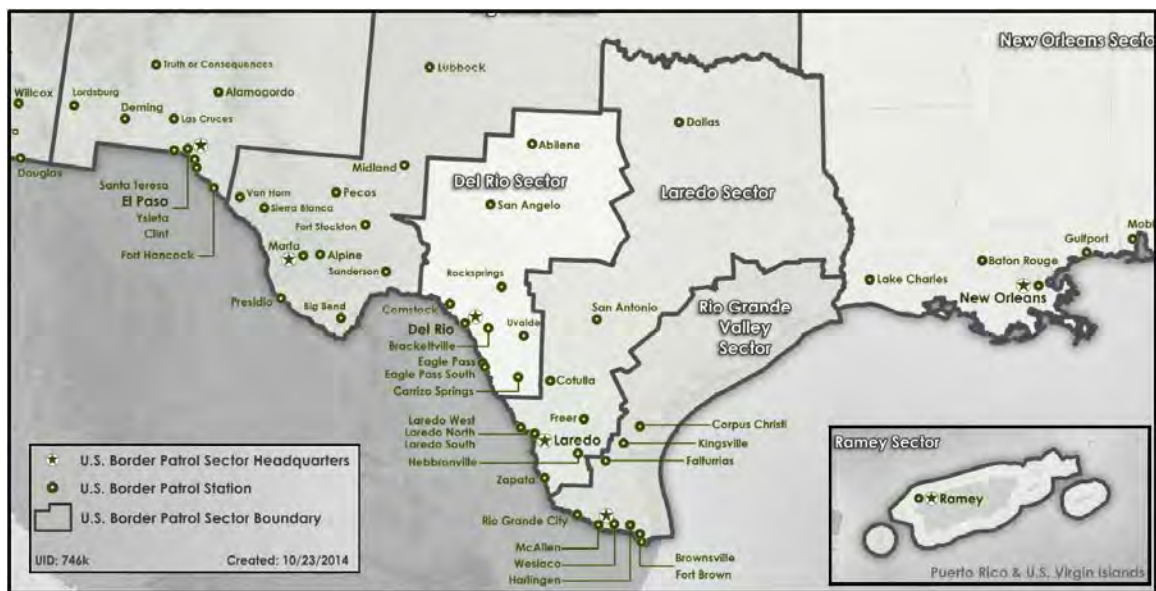 New Orleans Secto
Truth or Consequences
Lubbock
Willcox
Lordsburg
Alamogordo
Deming
Las Cruces
Dallas
Abilene
Douglas
Midland
Del Rio Sector
Laredo Sector
Santa Teresa
El Paso
Ysleta
Clint
Fort Hancock
Van Horn
Pecos
Sierra Blanca
San Angelo
Fort Stockton
Marfa
Alpine
Sanderson
Rocksprings
Presidio
Big Bend
Comstock
Del Rio
Brackettville
Uvalde
San Antonio
Eagle Pass
Eagle Pass South
Carrizo Springs
Cotulla
Rio Grande
Valley
Sector
Mobi
Gulfport
Baton Rouge
Lake Charles
New Orleans
Laredo West
Laredo North
Laredo South
Freer
Laredo
Hebbronville
Zapata
Corpus Christi
Kingsville
Falfurrias
Rio Grande City
McAllen
Weslaco
Harlingen
Brownsville
Fort Brown
U.S. Border Patrol Sector Headquarters
U.S. Border Patrol Station
U.S. Border Patrol Sector Boundary
UID: 746k
Created: 10/23/2014
Ramey Sector
Ramey
Puerto Rico & U.S. Virgin Islands